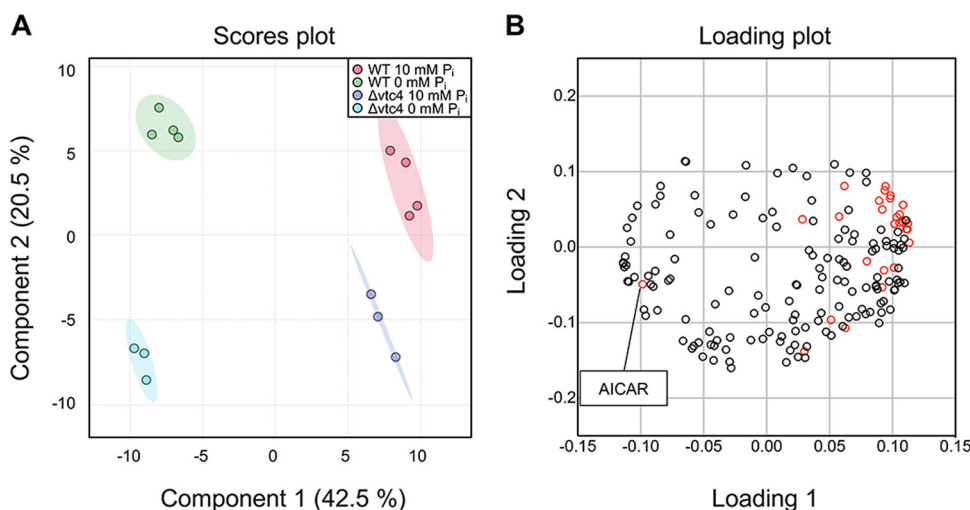 A
Scores plot
WT 10 mM Pi
WT 0 mM Pi
Δvtc4 10 mM Pi
Δvtc4 0 mM Pi
10
5
0
-5
-10
-10
-5
0
5
10
Component 2 (20.5 %)
Component 1 (42.5 %)
B
Loading plot
0.2
0.1
0.0
-0.1
-0.2
AICAR
-0.15
-0.10
-0.05
0.00
0.05
0.10
0.15
Loading 2
Loading 1